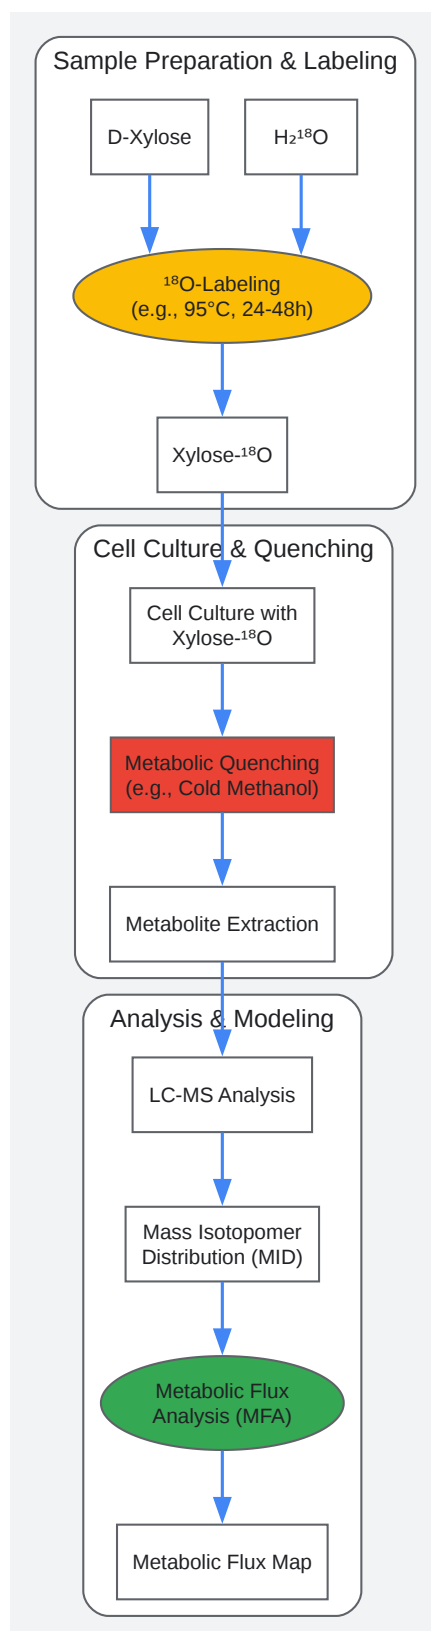 Sample Preparation & Labeling
D-Xylose
H₂¹⁸O
¹⁸O-Labeling
(e.g., 95°C, 24-48h)
Xylose-¹⁸O
Cell Culture & Quenching
Cell Culture with
Xylose-¹⁸O
Metabolic Quenching
(e.g., Cold Methanol)
Metabolite Extraction
Analysis & Modeling
LC-MS Analysis
Mass Isotopomer
Distribution (MID)
Metabolic Flux
Analysis (MFA)
Metabolic Flux Map